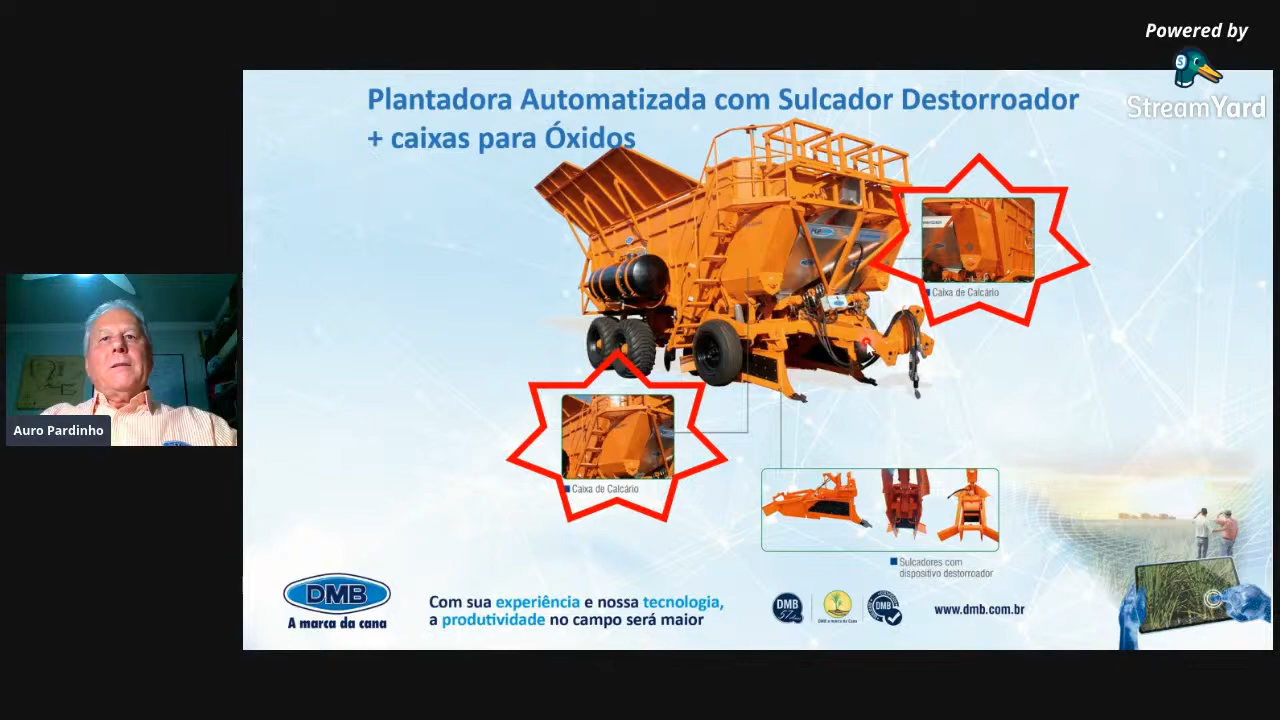 Powered by
StreamYard
Plantadora Automatizada com Sulcador Destorroador
+ caixas para Óxidos
Caixa de Calcário
Auro Pardinho
Caixa de Calcário
Sulcadores com
dispositivo destorroador
DMB
A marca da cana
Com sua experiência e nossa tecnologia,
a produtividade no campo será maior
DMB
DMB
www.dmb.com.br